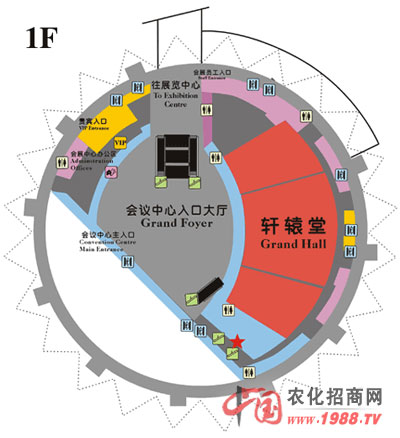 1F
会展员工入口
Staff Entrance
往展览中心
To Exhibition
Centre
贵宾入口
VIP Entrance
VIP
会展中心办公区
Administration
Offices
会议中心入口大厅
Grand Foyer
轩辕堂
Grand Hall
会议中心主入口
Convention Centre
Main Entrance
中国 农化招商网
www.1988.TV